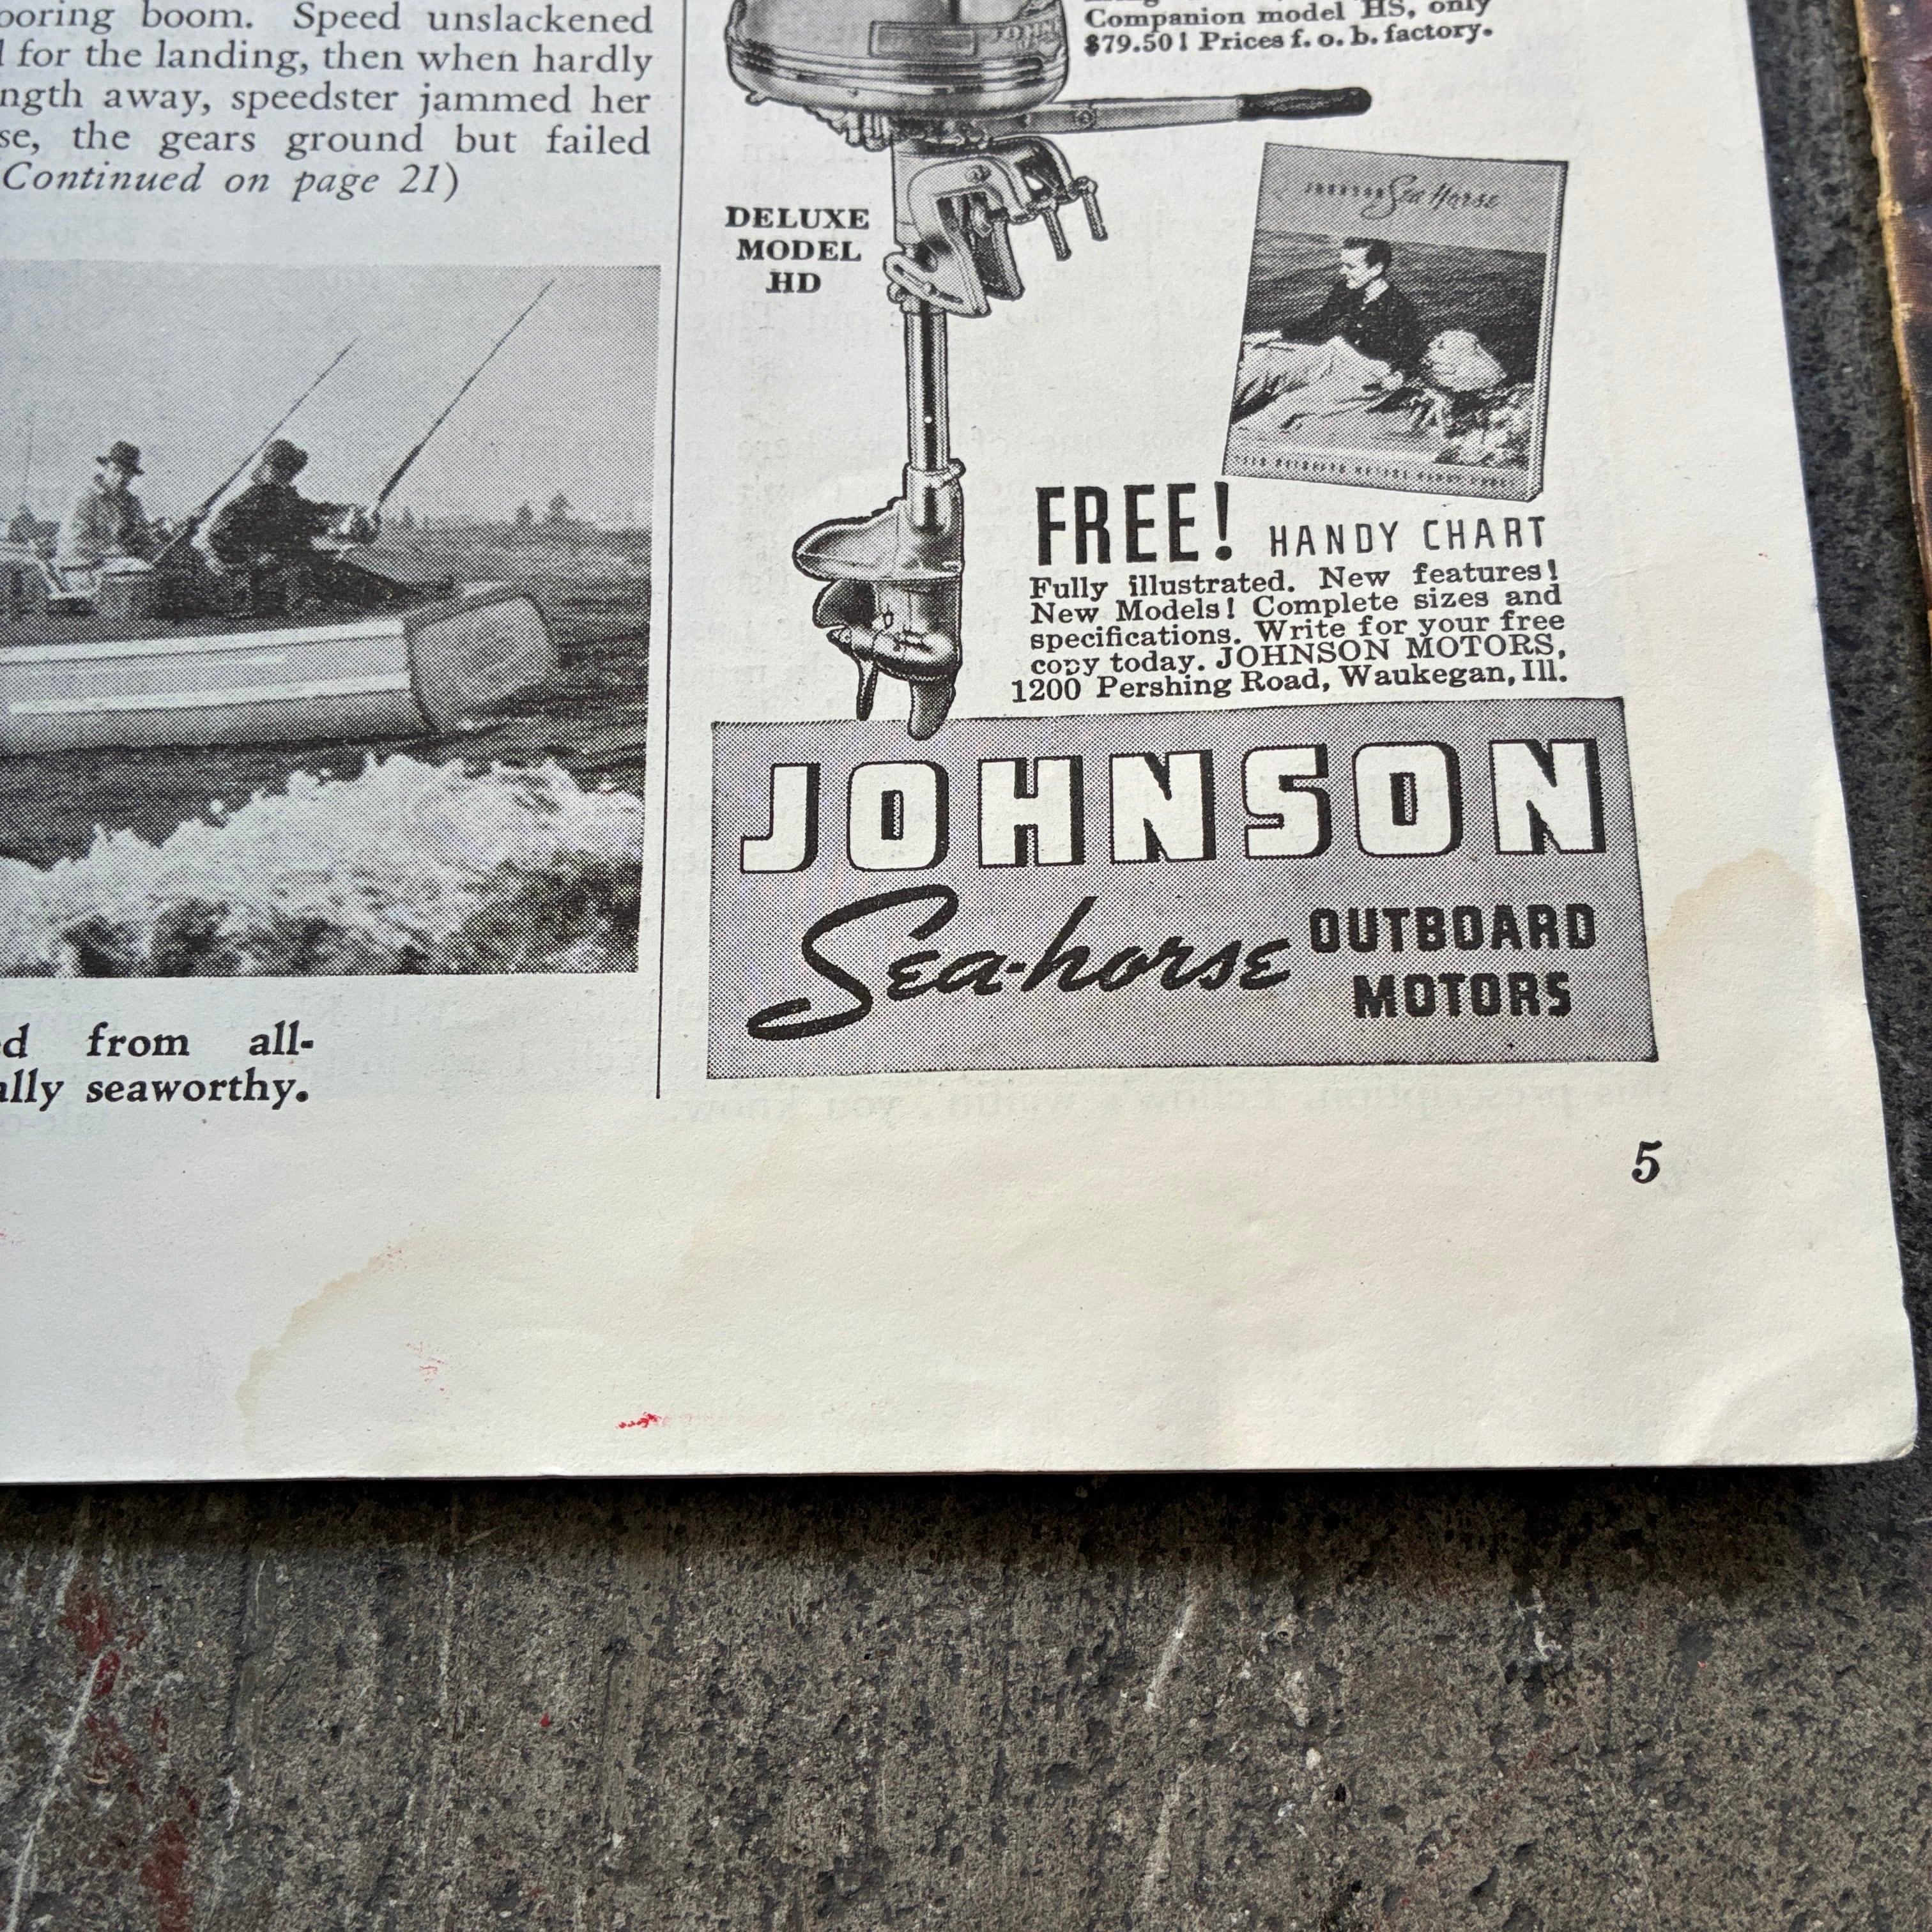 ooring boom. Speed unslackened
for the landing, then when hardly
ngth away, speedster jammed her
se, the gears ground but failed
Continued on page 21)
d from all-
ally seaworthy.
Companion model HS, only
$79.50! Prices f. o. b. factory.
DELUXE
MODEL
HD
Sea Horse
FREE! HANDY CHART
Fully illustrated. New features!
New Models! Complete sizes and
specifications. Write for your free
copy today. JOHNSON MOTORS,
1200 Pershing Road, Waukegan, Ill.
JOHNSON
Sea-horse OUTBOARD
MOTORS
5